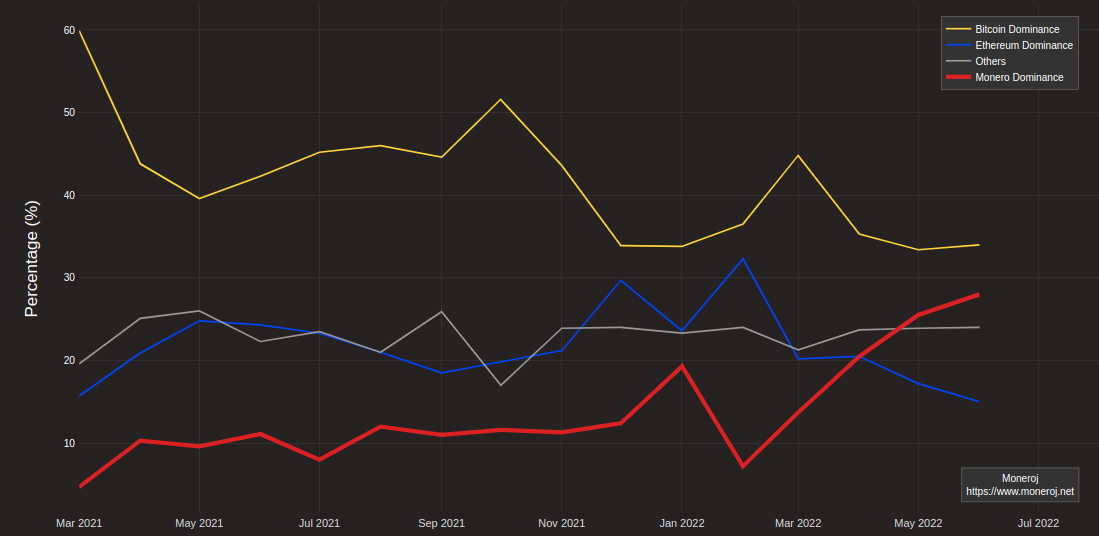 Bitcoin Dominance
Ethereum Dominance
Others
Monero Dominance
Percentage (%)
60
50
40
30
20
10
Moneroj
https://www.moneroj.net
Mar 2021
May 2021
Jul 2021
Sep 2021
Nov 2021
Jan 2022
Mar 2022
May 2022
Jul 2022